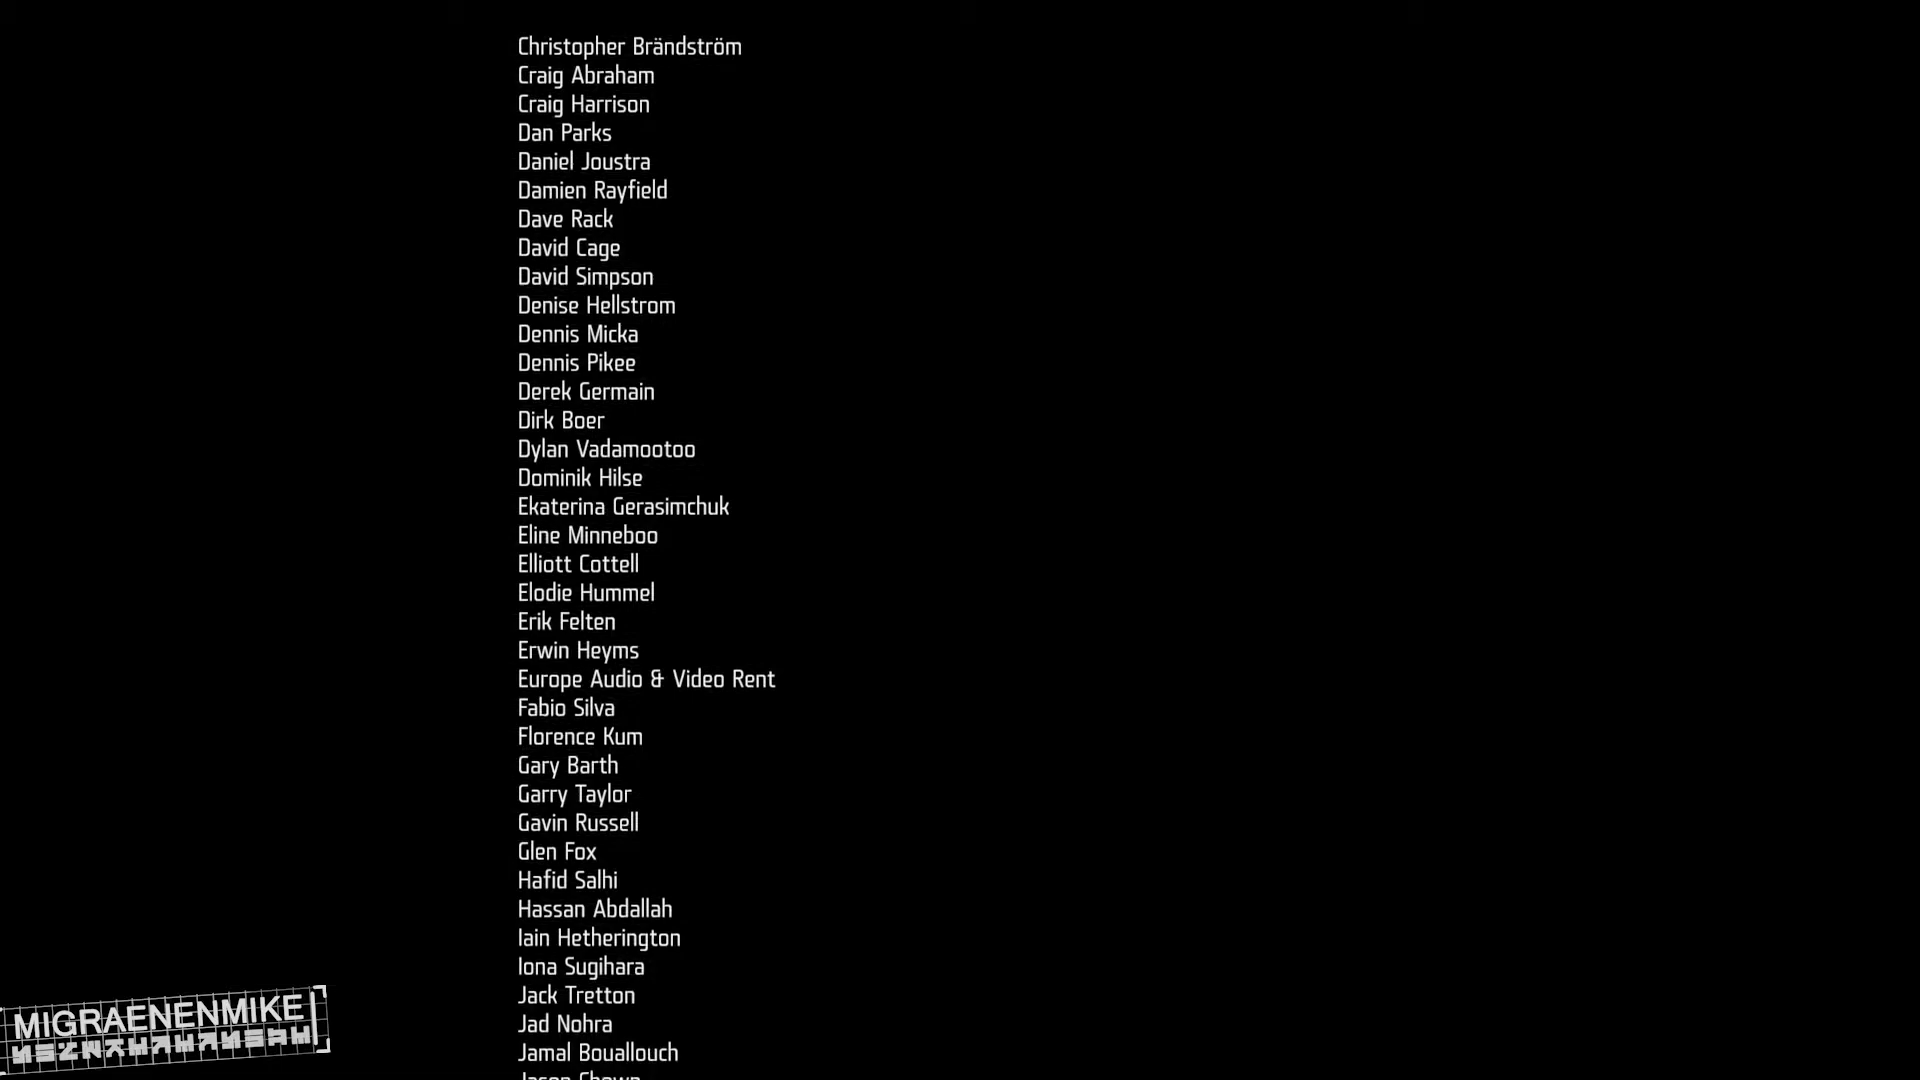 Christopher Brändström
Craig Abraham
Craig Harrison
Dan Parks
Daniel Joustra
Damien Rayfield
Dave Rack
David Cage
David Simpson
Denise Hellstrom
Dennis Micka
Dennis Pikee
Derek Germain
Dirk Boer
Dylan Vadamootoo
Dominik Hilse
Ekaterina Gerasimchuk
Eline Minneboo
Elliott Cottell
Elodie Hummel
Erik Felten
Erwin Heyms
Europe Audio & Video Rent
Fabio Silva
Florence Kum
Gary Barth
Garry Taylor
Gavin Russell
Glen Fox
Hafid Salhi
Hassan Abdallah
Iain Hetherington
Iona Sugihara
Jack Tretton
Jad Nohra
Jamal Bouallouch
MIGRAENENMIKE